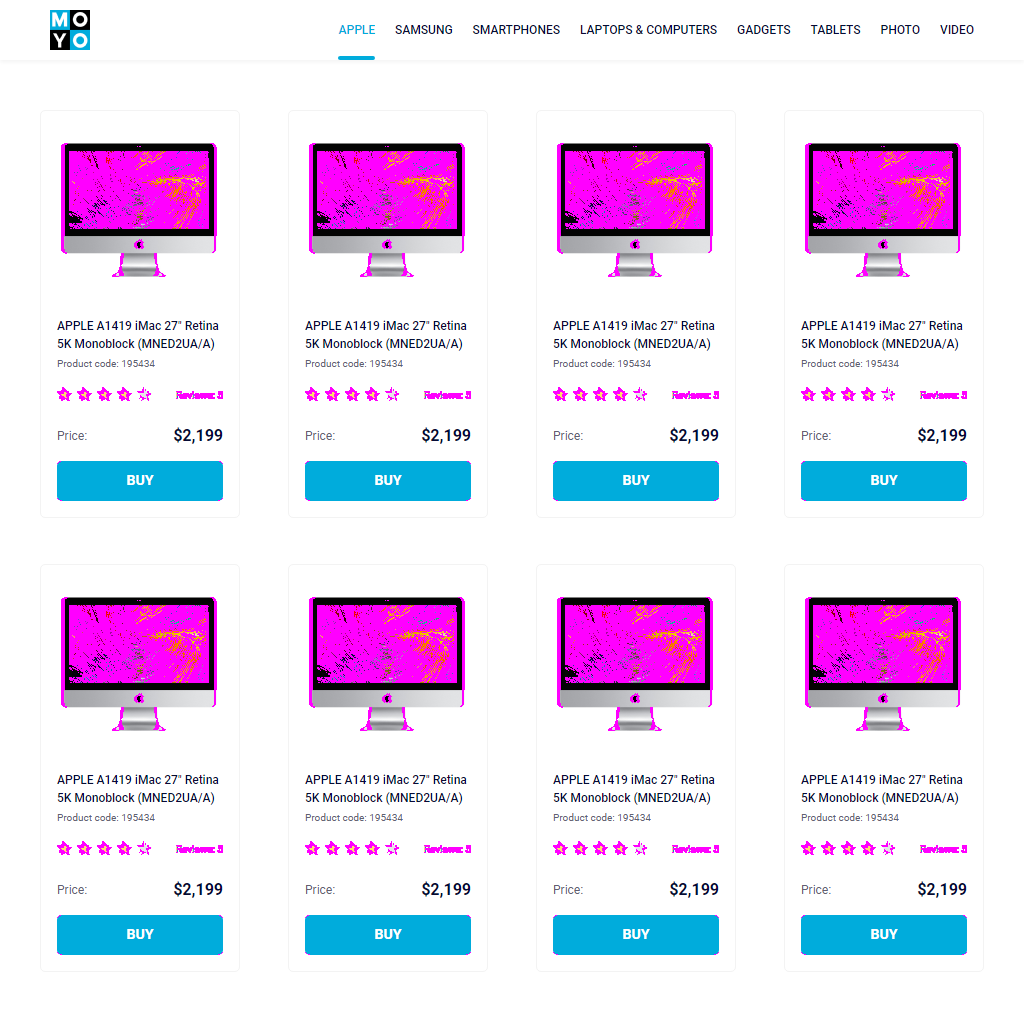 MO
YO
APPLE SAMSUNG SMARTPHONES LAPTOPS & COMPUTERS GADGETS TABLETS PHOTO VIDEO
APPLE A1419 iMac 27" Retina APPLE A1419 iMac 27" Retina APPLE A1419 iMac 27" Retina APPLE A1419 iMac 27" Retina
5K Monoblock (MNED2UA/A) 5K Monoblock (MNED2UA/A) 5K Monoblock (MNED2UA/A) 5K Monoblock (MNED2UA/A)
Product code: 195434 Product code: 195434 Product code: 195434 Product code: 195434
Reviews: 5 Reviews: 5 Reviews: 5 Reviews: 5
Price: $2,199 Price: $2,199 Price: $2,199 Price: $2,199
BUY BUY BUY BUY
APPLE A1419 iMac 27" Retina APPLE A1419 iMac 27" Retina APPLE A1419 iMac 27" Retina APPLE A1419 iMac 27" Retina
5K Monoblock (MNED2UA/A) 5K Monoblock (MNED2UA/A) 5K Monoblock (MNED2UA/A) 5K Monoblock (MNED2UA/A)
Product code: 195434 Product code: 195434 Product code: 195434 Product code: 195434
Reviews: 5 Reviews: 5 Reviews: 5 Reviews: 5
Price: $2,199 Price: $2,199 Price: $2,199 Price: $2,199
BUY BUY BUY BUY